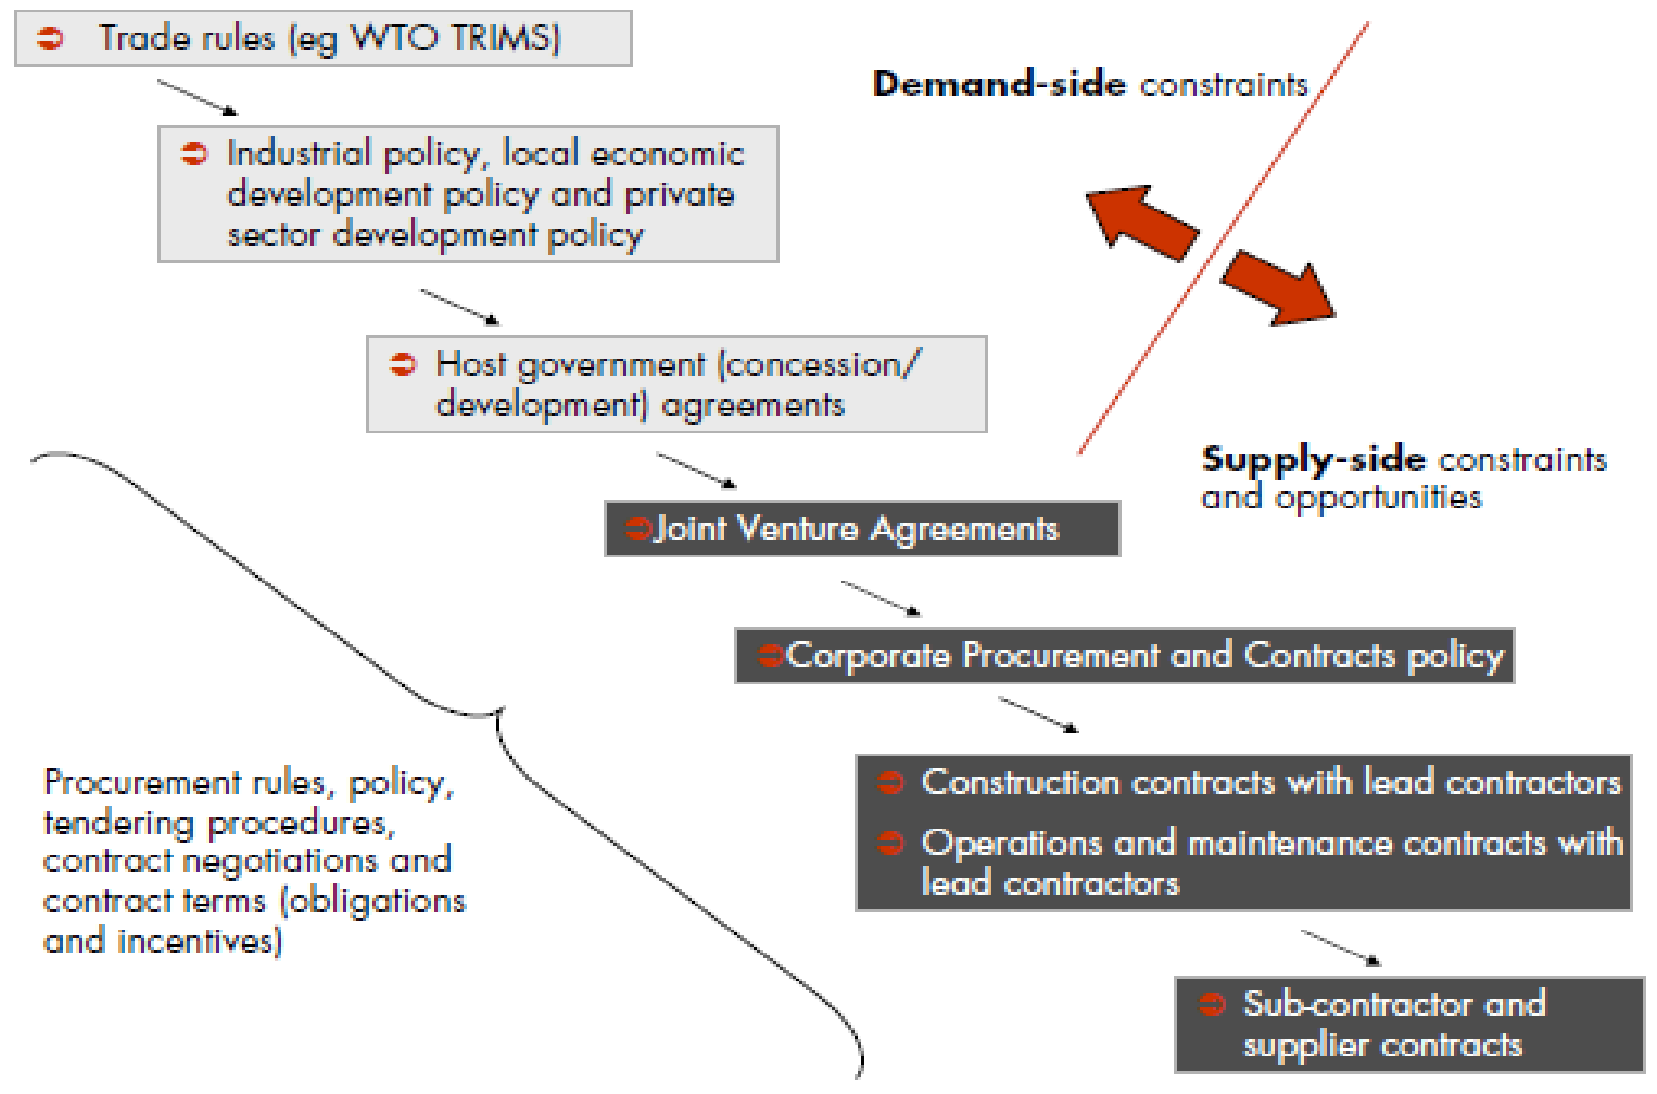 Trade rules (eg WTO TRIMS)
Demand-side constraints
Industrial policy, local economic
development policy and private
sector development policy
Host government (concession/
development) agreements
Supply-side constraints
and opportunities
Joint Venture Agreements
Corporate Procurement and Contracts policy
Procurement rules, policy,
tendering procedures,
contract negotiations and
contract terms (obligations
and incentives)
Construction contracts with lead contractors
Operations and maintenance contracts with
lead contractors
Sub-contractor and
supplier contracts